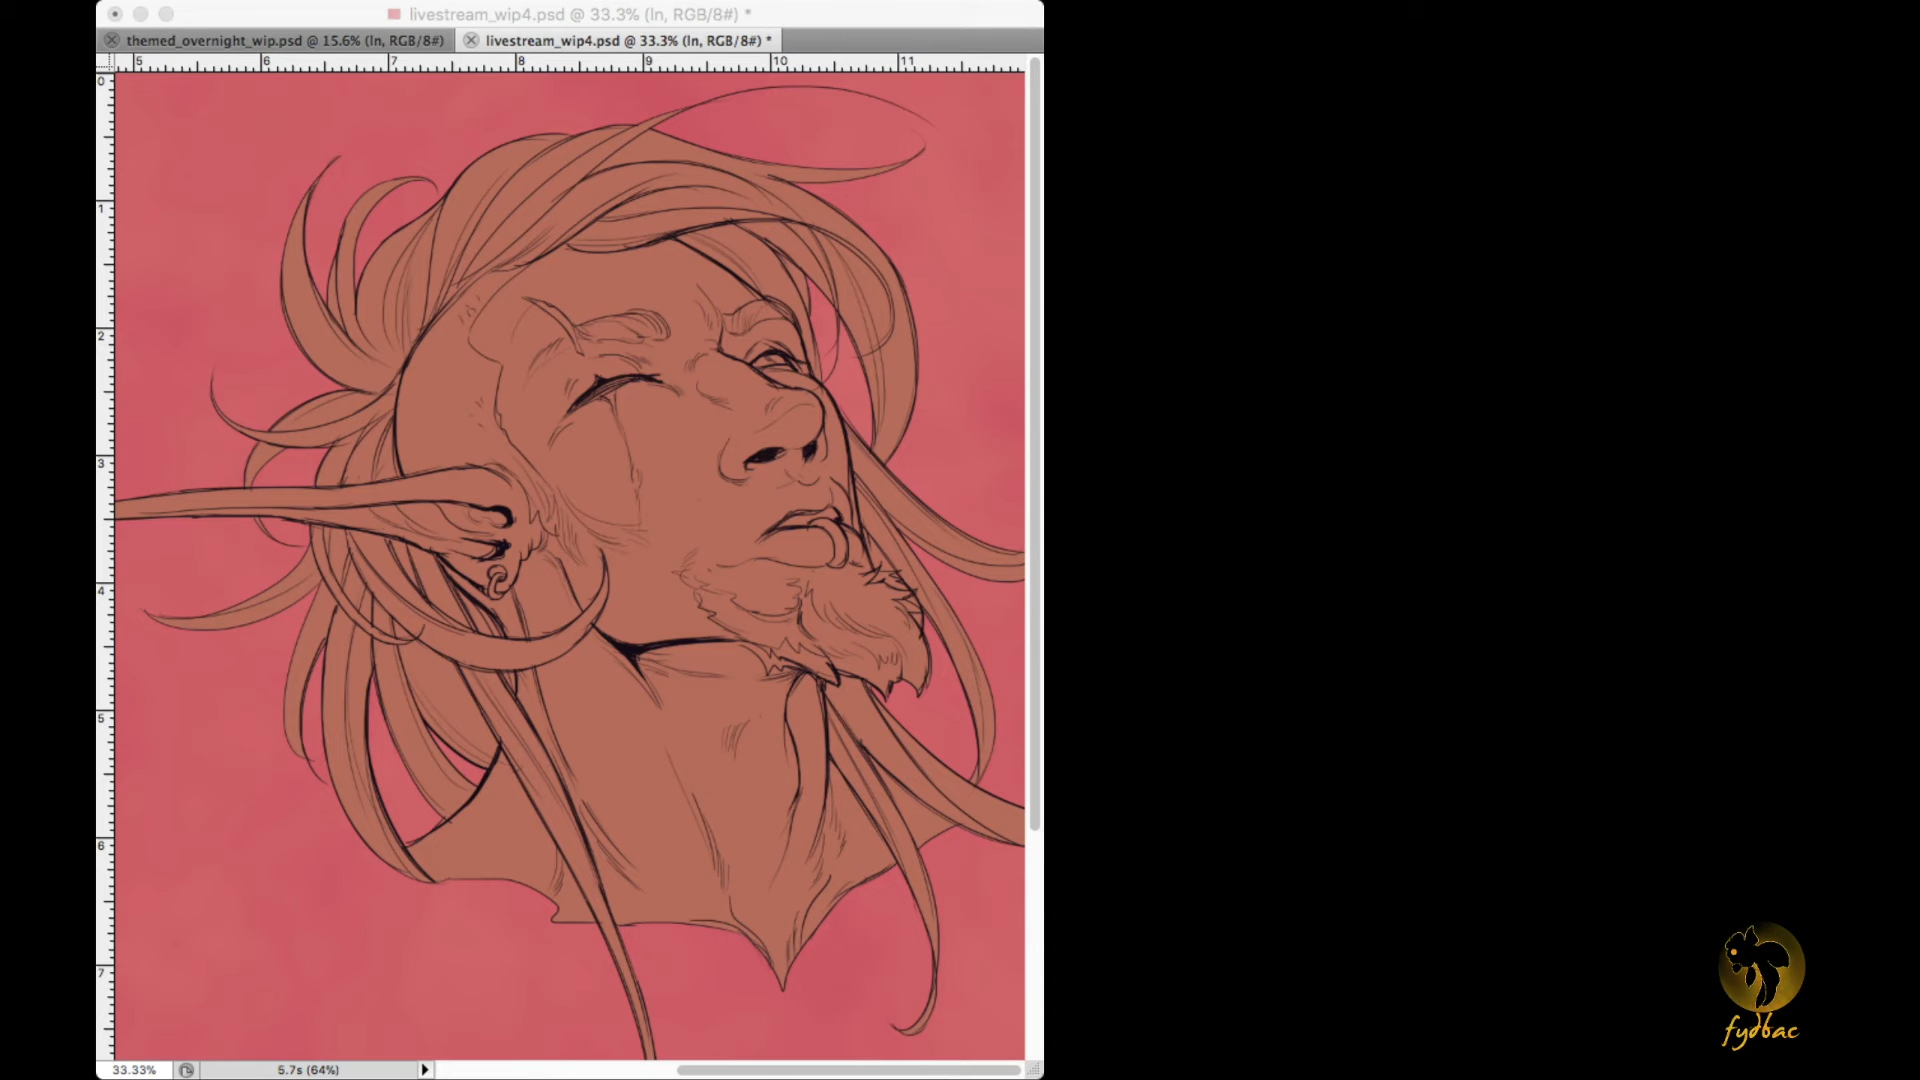 livestream_wip4.psd @ 33.3% (ln, RGB/8#) *
themed_overnight_wip.psd @ 15.6% (ln, RGB/8#)
livestream_wip4.psd @ 33.3% (ln, RGB/8#) *
5 6 7 8 9 10 11
0
1
2
3
4
5
6
7
33.33%
5.7s (64%)
fydbac